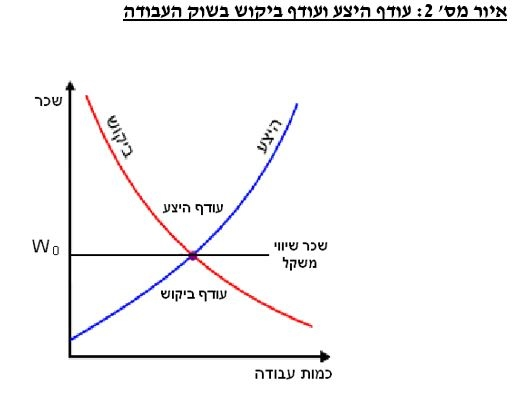 איור מס' 2: עודף היצע ועודף ביקוש בשוק העבודה
שכר
ביקוש
היצע
עודף היצע
W0
שכר שיווי
משקל
עודף ביקוש
כמות עבודה